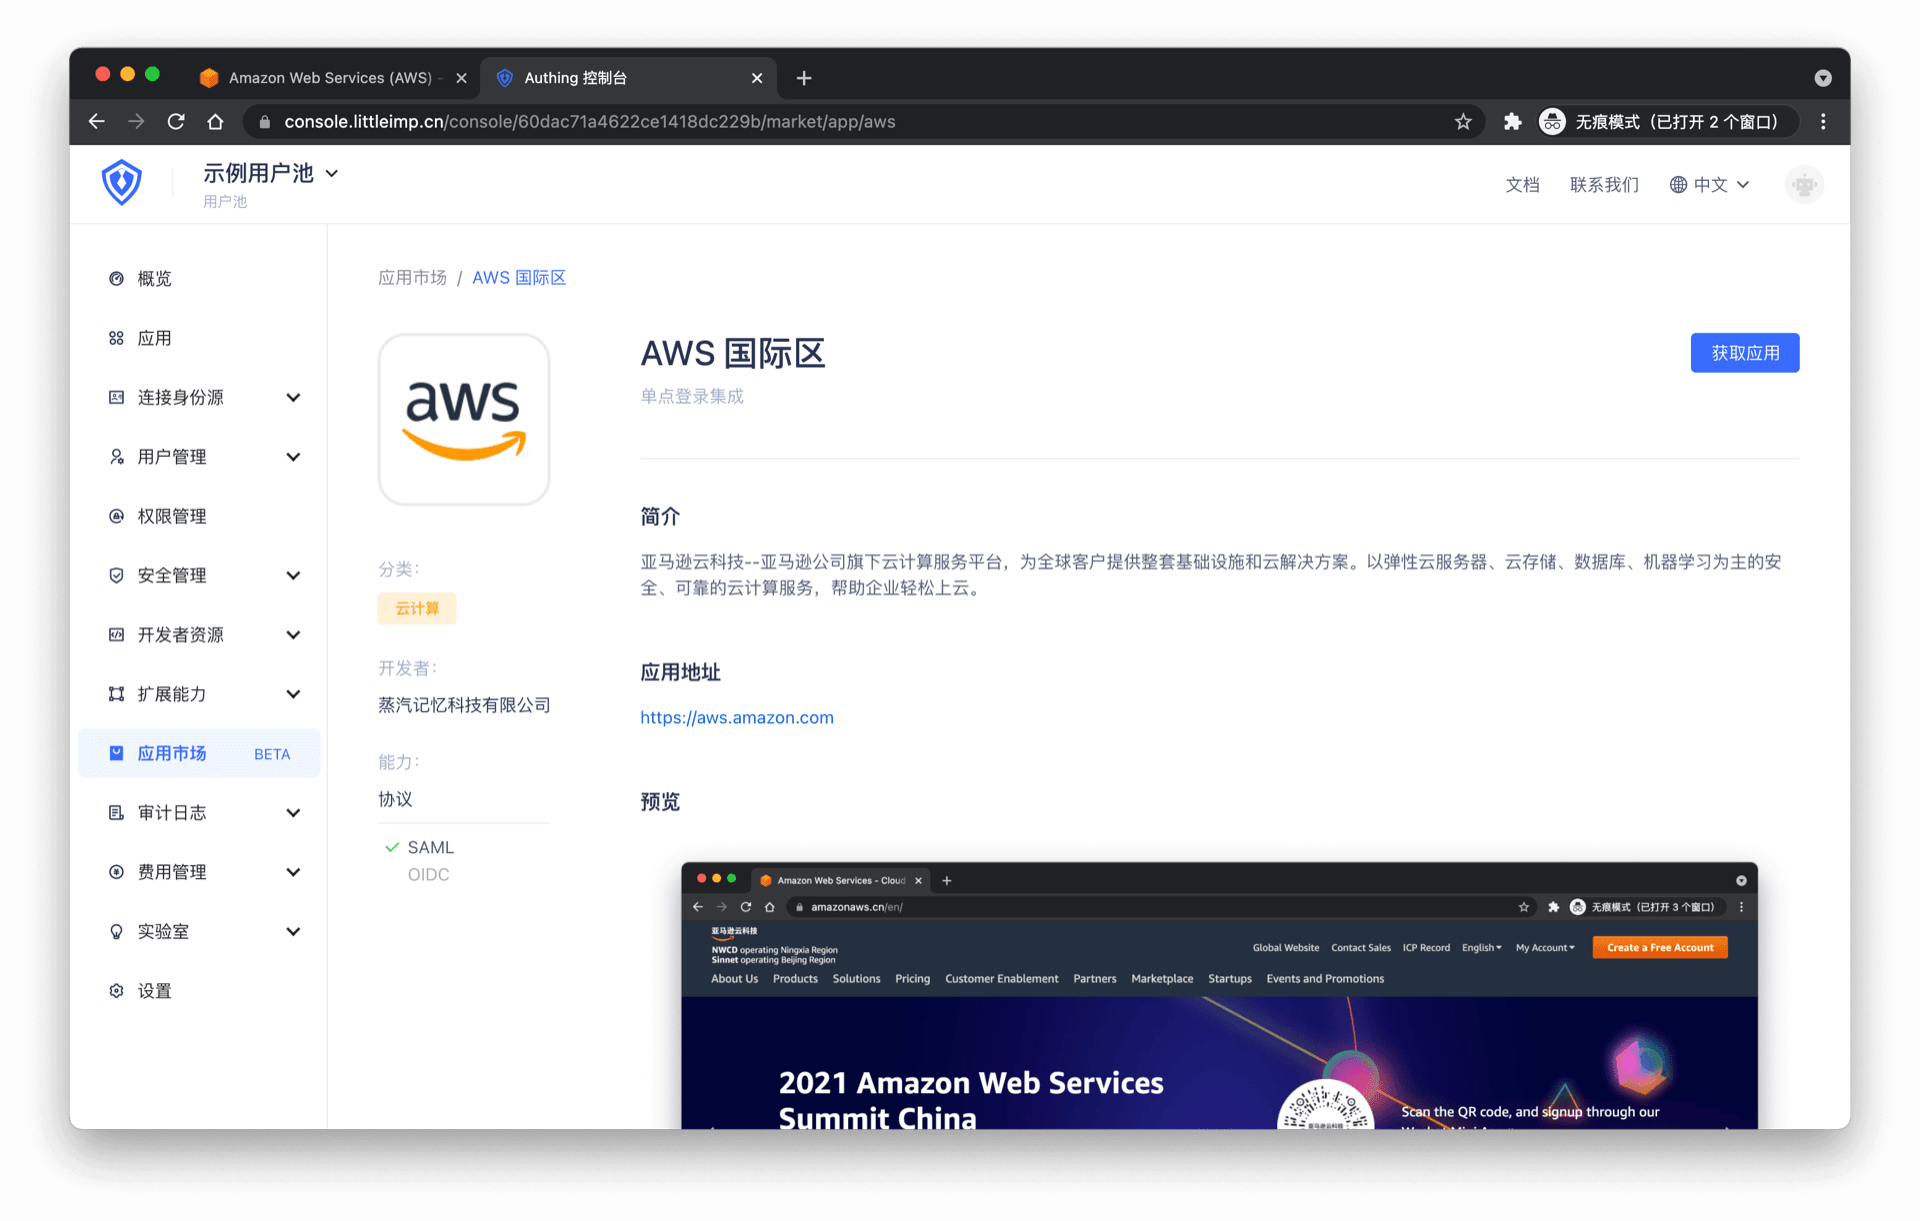 Amazon Web Services (AWS) -
Authing 控制台
console.littleimp.cn/console/60dac71a4622ce1418dc229b/market/app/aws
无痕模式（已打开 2 个窗口）
示例用户池
用户池
文档
联系我们
中文
概览
应用
连接身份源
用户管理
权限管理
安全管理
开发者资源
扩展能力
应用市场 BETA
审计日志
费用管理
实验室
设置
应用市场 / AWS 国际区
aws
分类：
云计算
开发者：
蒸汽记忆科技有限公司
能力：
协议
SAML
OIDC
AWS 国际区
单点登录集成
获取应用
简介
亚马逊云科技--亚马逊公司旗下云计算服务平台，为全球客户提供整套基础设施和云解决方案。以弹性云服务器、云存储、数据库、机器学习为主的安
全、可靠的云计算服务，帮助企业轻松上云。
应用地址
https://aws.amazon.com
预览
Amazon Web Services - Cloud
amazonaws.cn/en/
无痕模式（已打开 3 个窗口）
亚马逊云科技
NWCD operating Ningxia Region
Sinnet operating Beijing Region
Global Website Contact Sales ICP Record English My Account Create a Free Account
About Us Products Solutions Pricing Customer Enablement Partners Marketplace Startups Events and Promotions
2021 Amazon Web Services
Summit China
亚马逊云科技
Scan the QR code, and signup through our